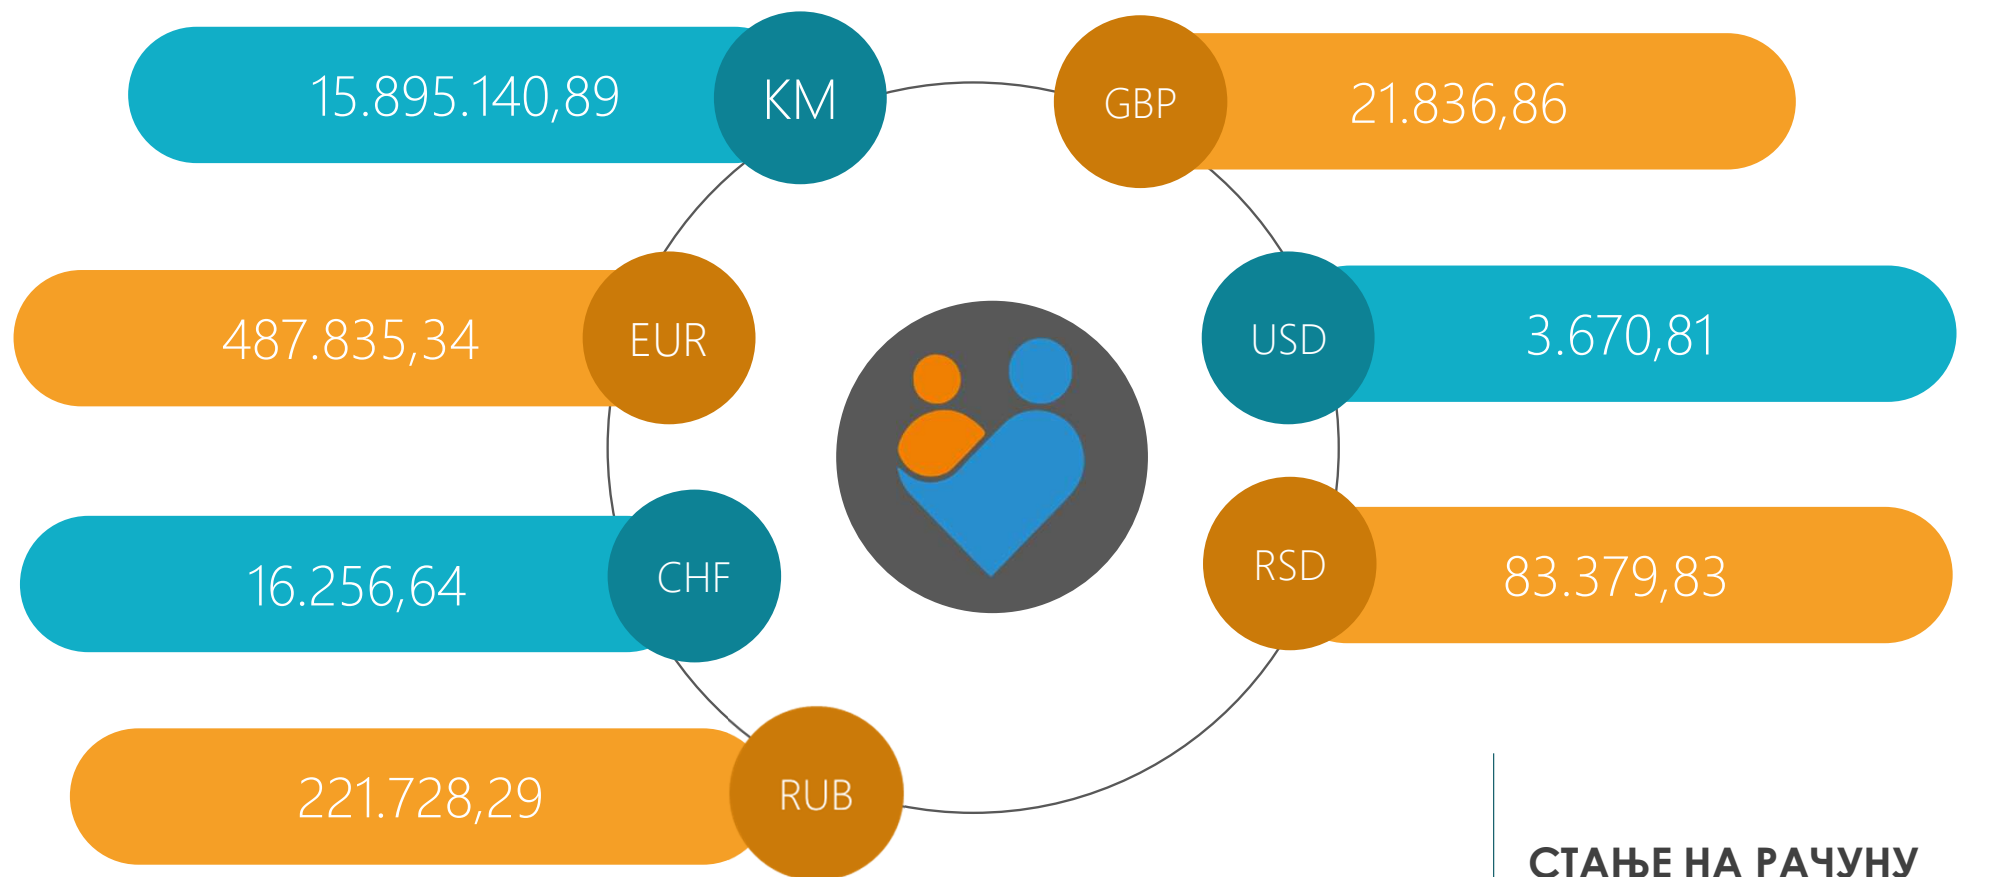 15.895.140,89 KM
GBP 21.836,86
487.835,34 EUR
USD 3.670,81
16.256,64 CHF
RSD 83.379,83
221.728,29 RUB
СТАЊЕ НА РАЧУНУ